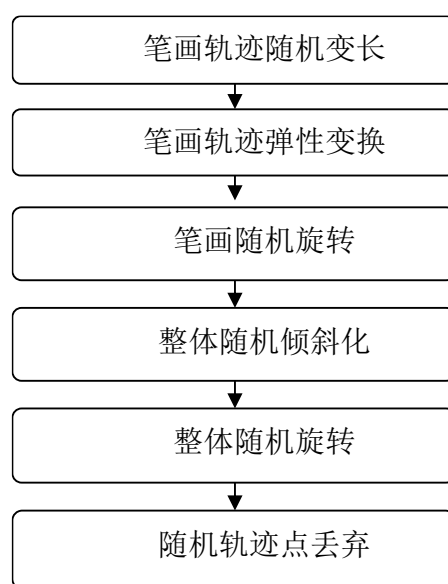 笔画轨迹随机变长
笔画轨迹弹性变换
笔画随机旋转
整体随机倾斜化
整体随机旋转
随机轨迹点丢弃